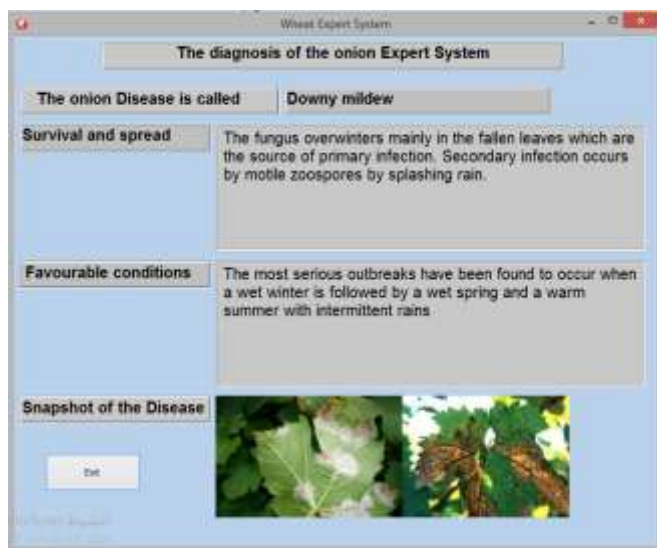 Wheat Expert System
The diagnosis of the onion Expert System
The onion Disease is called
Downy mildew
Survival and spread
The fungus overwinters mainly in the fallen leaves which are
the source of primary infection. Secondary infection occurs
by motile zoospores by splashing rain.
Favourable conditions
The most serious outbreaks have been found to occur when
a wet winter is followed by a wet spring and a warm
summer with intermittent rains
Snapshot of the Disease
Exit